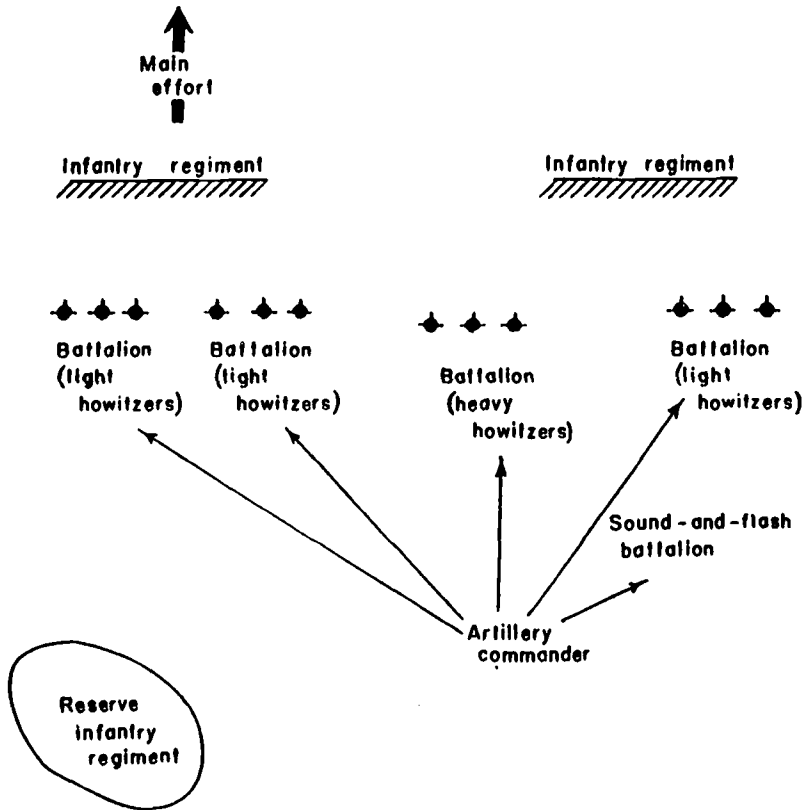 Main
effort
Infantry regiment
Infantry regiment
Battalion
(light
howitzers)
Battalion
(light
howitzers)
Battalion
(heavy
howitzers)
Battalion
(light
howitzers)
Sound-and-flash
battalion
Artillery
commander
Reserve
infantry
regiment